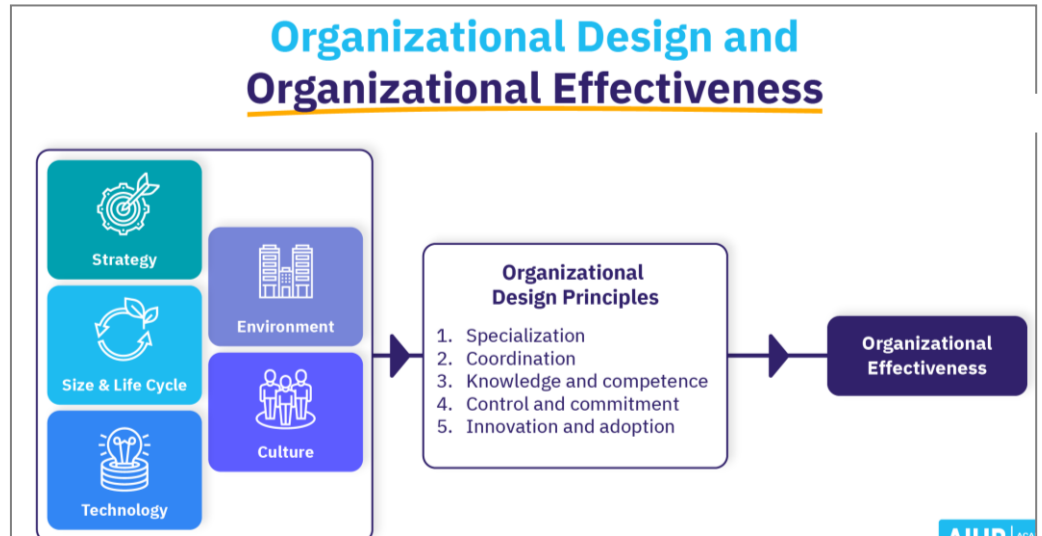 Organizational Design and
Organizational Effectiveness
Strategy
Environment
Size & Life Cycle
Culture
Technology
Organizational
Design Principles
1. Specialization
2. Coordination
3. Knowledge and competence
4. Control and commitment
5. Innovation and adoption
Organizational
Effectiveness